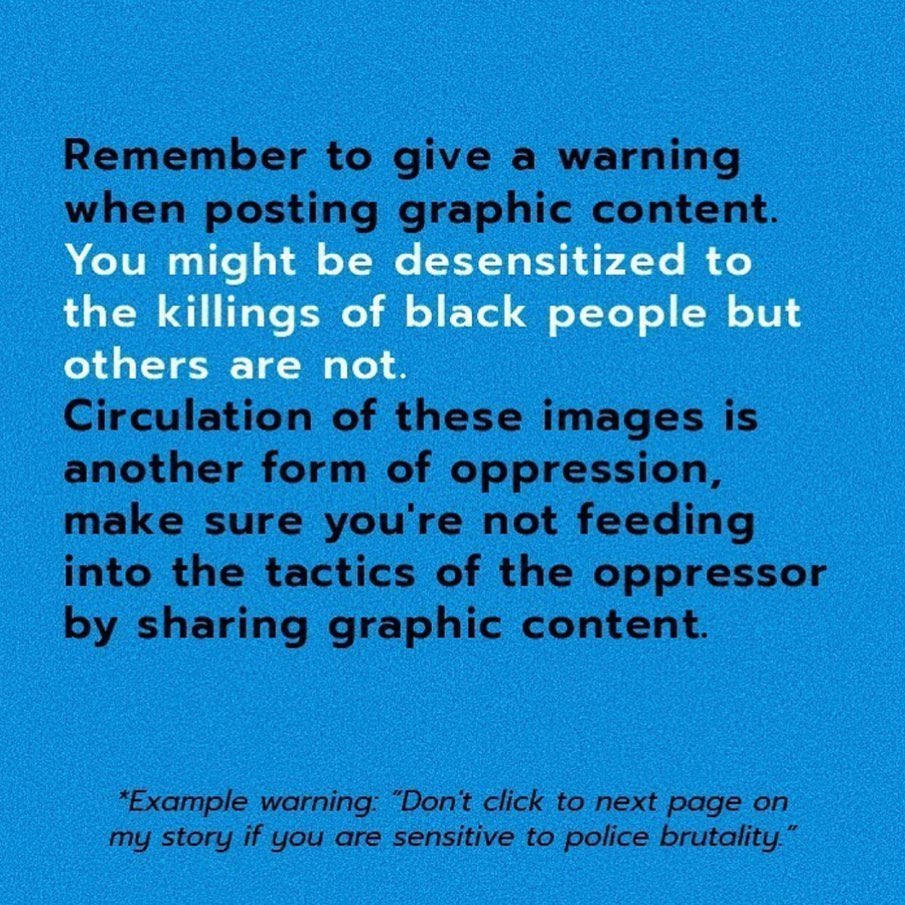 Remember to give a warning
when posting graphic content.
You might be desensitized to
the killings of black people but
others are not.
Circulation of these images is
another form of oppression,
make sure you're not feeding
into the tactics of the oppressor
by sharing graphic content.
*Example warning: "Don't click to next page on
my story if you are sensitive to police brutality."